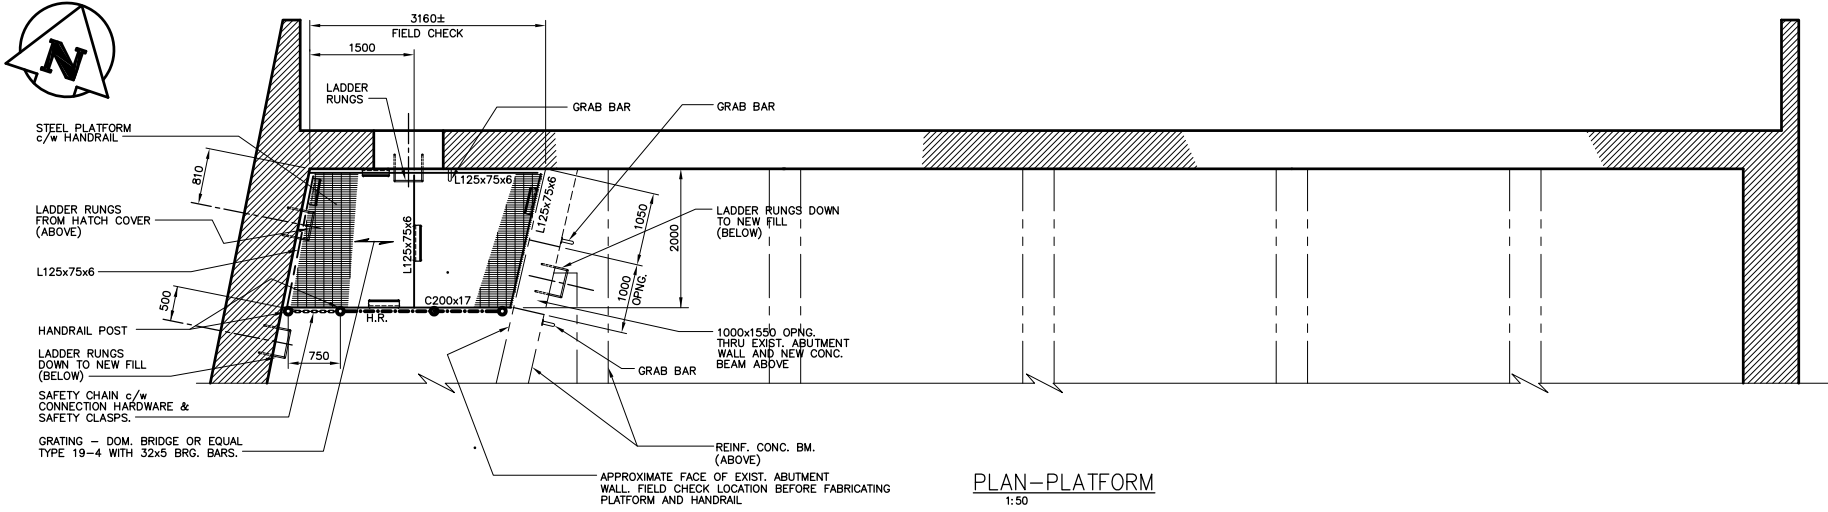 N
3160±
FIELD CHECK
1500
LADDER
RUNGS
GRAB BAR
GRAB BAR
STEEL PLATFORM
c/w HANDRAIL
810
L125x75x6
L125x75x6
LADDER RUNGS
FROM HATCH COVER
(ABOVE)
L125x75x6
1050
2000
LADDER RUNGS DOWN
TO NEW FILL
(BELOW)
L125x75x6
500
1000
OPNG.
C200x17
H.R.
HANDRAIL POST
1000x1550 OPNG.
THRU EXIST. ABUTMENT
WALL AND NEW CONC.
BEAM ABOVE
LADDER RUNGS
DOWN TO NEW FILL
(BELOW)
750
GRAB BAR
SAFETY CHAIN c/w
CONNECTION HARDWARE &
SAFETY CLASPS.
GRATING – DOM. BRIDGE OR EQUAL
TYPE 19-4 WITH 32x5 BRG. BARS.
REINF. CONC. BM.
(ABOVE)
APPROXIMATE FACE OF EXIST. ABUTMENT
WALL. FIELD CHECK LOCATION BEFORE FABRICATING
PLATFORM AND HANDRAIL
PLAN-PLATFORM
1:50